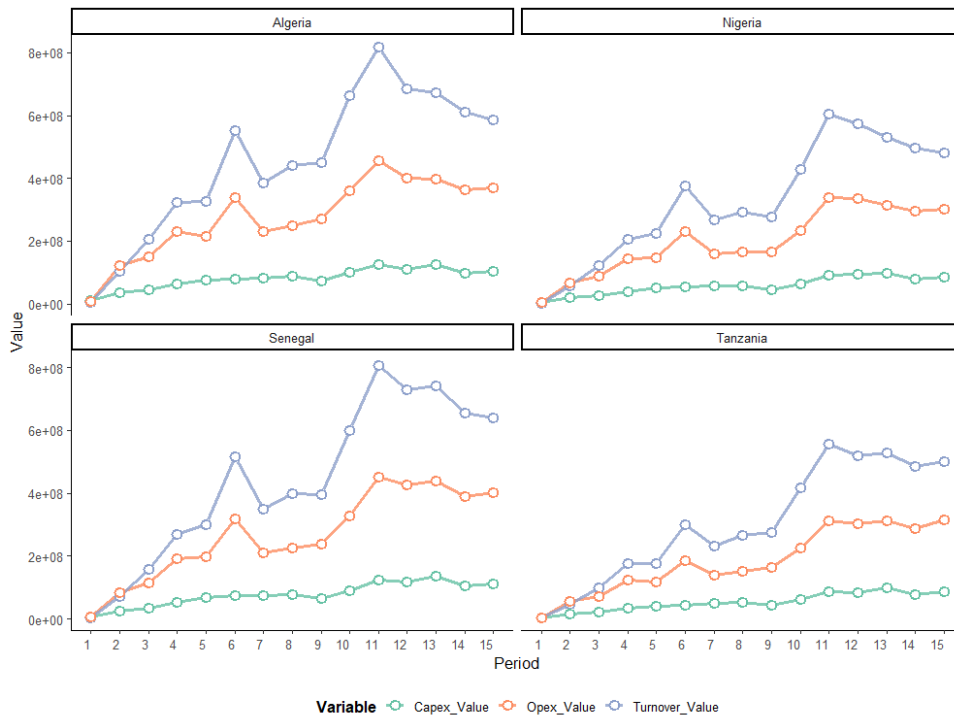 Algeria
Nigeria
8e+08
6e+08
4e+08
2e+08
0e+00
Senegal
Tanzania
8e+08
6e+08
4e+08
2e+08
0e+00
Value
1 2 3 4 5 6 7 8 9 10 11 12 13 14 15
1 2 3 4 5 6 7 8 9 10 11 12 13 14 15
Period
Variable Capex_Value Opex_Value Turnover_Value